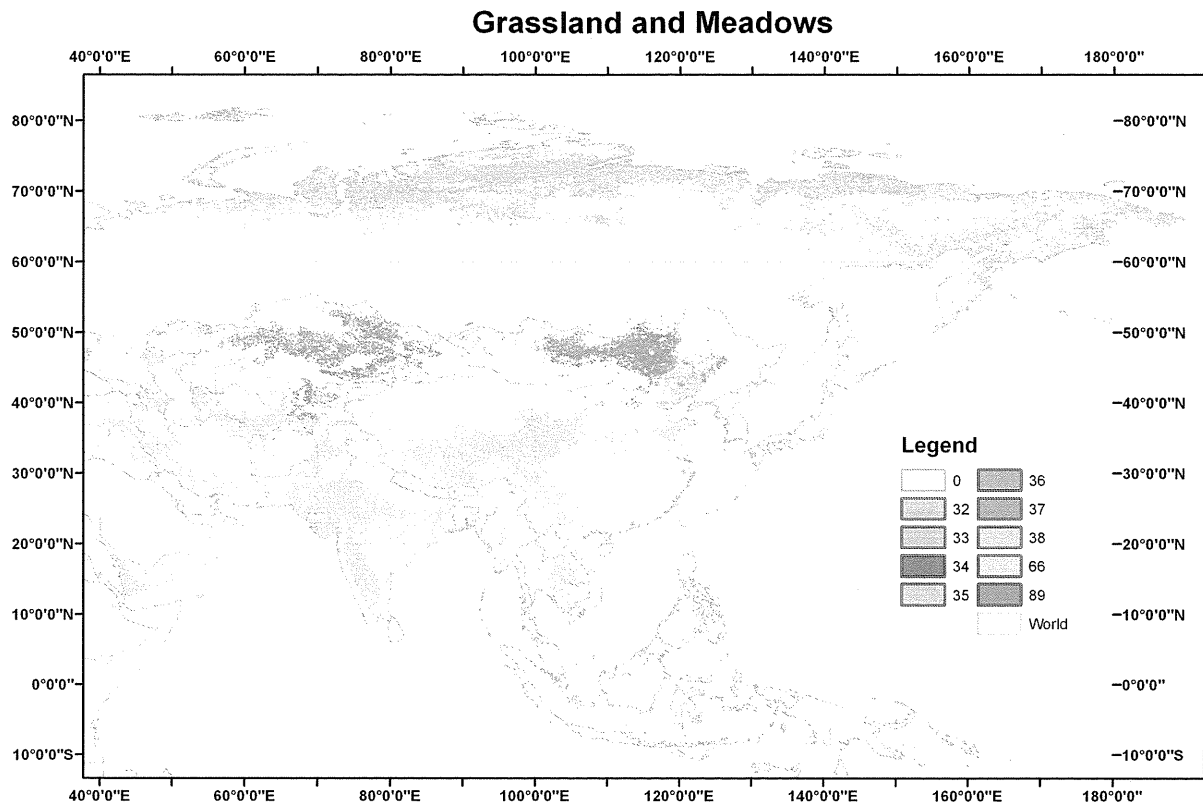 Grassland and Meadows
40°0'0"E 60°0'0"E 80°0'0"E 100°0'0"E 120°0'0"E 140°0'0"E 160°0'0"E 180°0'0"
80°0'0"N 80°0'0"N
70°0'0"N 70°0'0"N
60°0'0"N 60°0'0"N
50°0'0"N 50°0'0"N
40°0'0"N 40°0'0"N
Legend
30°0'0"N 30°0'0"N
0 36
32 37
20°0'0"N 20°0'0"N
33 38
34 66
35 89
10°0'0"N 10°0'0"N
World
0°0'0" 0°0'0"
10°0'0"S 10°0'0"S
40°0'0"E 60°0'0"E 80°0'0"E 100°0'0"E 120°0'0"E 140°0'0"E 160°0'0"E 180°0'0"